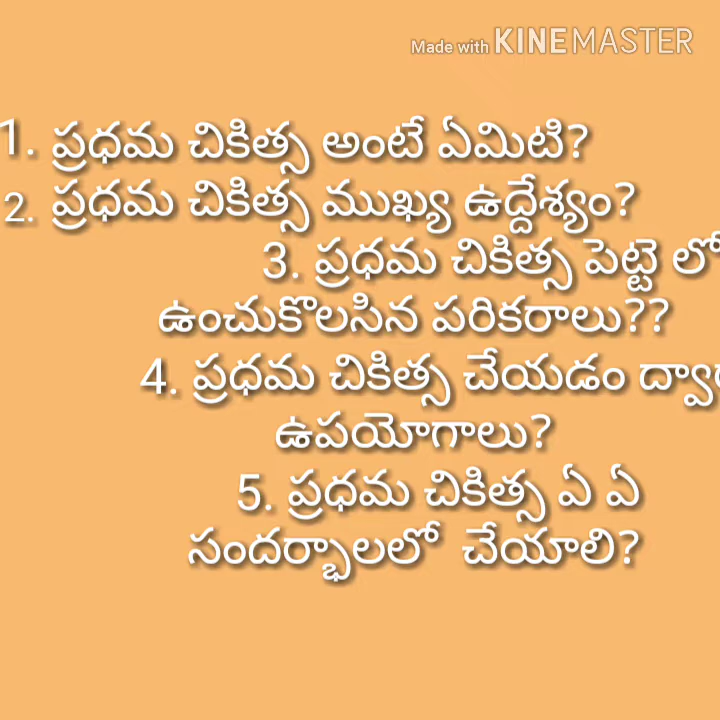 Made with KINEMASTER
1. ప్రధమ చికిత్స అంటే ఏమిటి?
2. ప్రధమ చికిత్స ముఖ్య ఉద్దేశ్యం?
3. ప్రధమ చికిత్స పెట్టె లో
ఉంచుకొలసిన పరికరాలు??
4. ప్రధమ చికిత్స చేయడం
ఉపయోగాలు?
5. ప్రధమ చికిత్స ఏ ఏ
సందర్భాలలో చేయాలి?